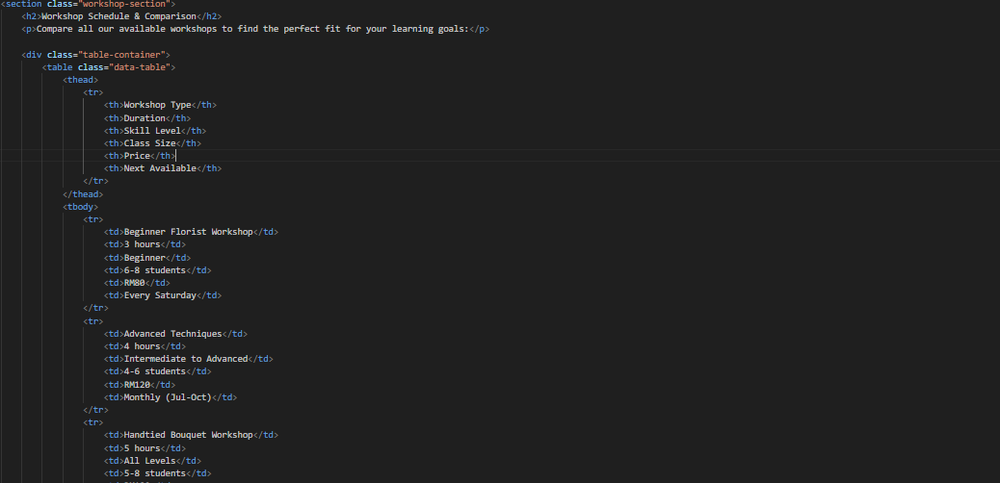 <section class="workshop-section">
<h2>Workshop Schedule & Comparison</h2>
<p>Compare all our available workshops to find the perfect fit for your learning goals:</p>
<div class="table-container">
<table class="data-table">
<thead>
<tr>
<th>Workshop Type</th>
<th>Duration</th>
<th>Skill Level</th>
<th>Class Size</th>
<th>Price</th>
<th>Next Available</th>
</tr>
</thead>
<tbody>
<tr>
<td>Beginner Florist Workshop</td>
<td>3 hours</td>
<td>Beginner</td>
<td>6-8 students</td>
<td>RM80</td>
<td>Every Saturday</td>
</tr>
<tr>
<td>Advanced Techniques</td>
<td>4 hours</td>
<td>Intermediate to Advanced</td>
<td>4-6 students</td>
<td>RM120</td>
<td>Monthly (Jul-Oct)</td>
</tr>
<tr>
<td>Handtied Bouquet Workshop</td>
<td>5 hours</td>
<td>All Levels</td>
<td>5-8 students</td>